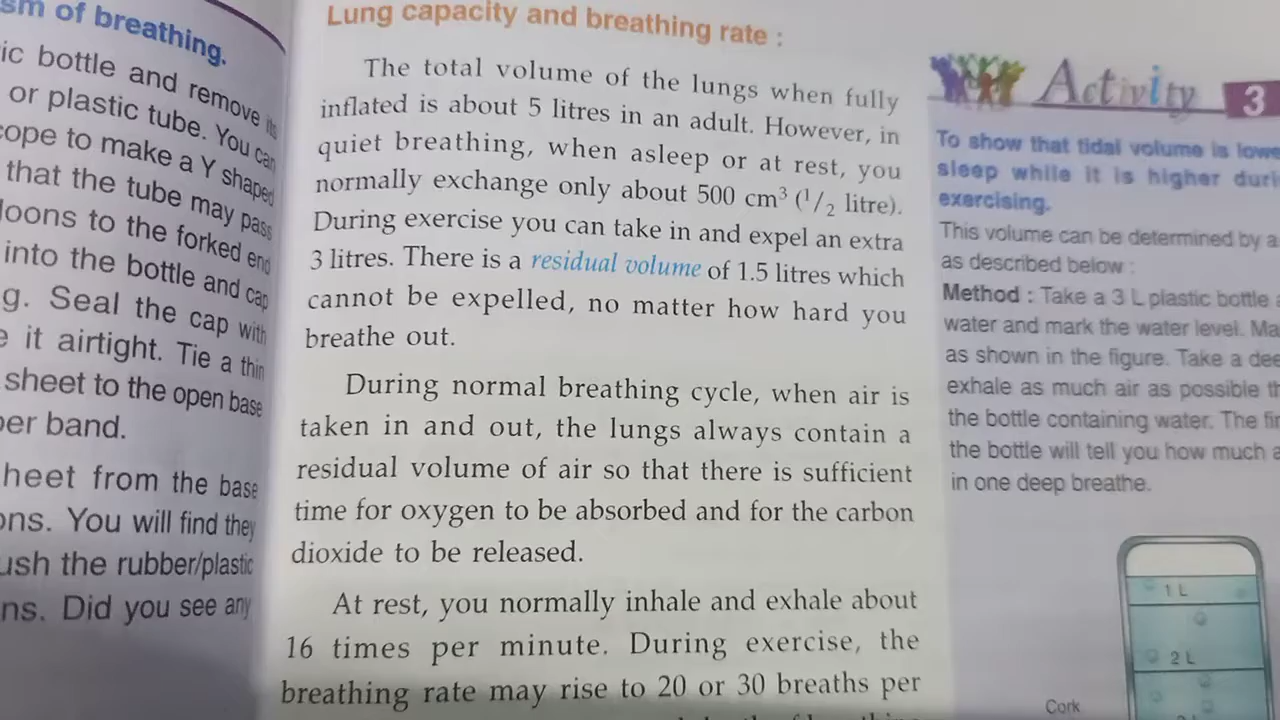 sm of breathing.
ic bottle and remove its
or plastic tube. You can
cope to make a Y shaped
that the tube may pass
loons to the forked end
into the bottle and cap
g. Seal the cap with
e it airtight. Tie a thin
sheet to the open base
ber band.
heet from the base
ons. You will find they
ush the rubber/plastic
ns. Did you see any
Lung capacity and breathing rate :
The total volume of the lungs when fully
inflated is about 5 litres in an adult. However, in
quiet breathing, when asleep or at rest, you
normally exchange only about 500 cm³ (¹/₂ litre).
During exercise you can take in and expel an extra
3 litres. There is a residual volume of 1.5 litres which
cannot be expelled, no matter how hard you
breathe out.
During normal breathing cycle, when air is
taken in and out, the lungs always contain a
residual volume of air so that there is sufficient
time for oxygen to be absorbed and for the carbon
dioxide to be released.
At rest, you normally inhale and exhale about
16 times per minute. During exercise, the
breathing rate may rise to 20 or 30 breaths per
Activity 3
To show that tidal volume is lowe
sleep while it is higher duri
exercising.
This volume can be determined by a
as described below :
Method : Take a 3 L plastic bottle a
water and mark the water level. Ma
as shown in the figure. Take a dee
exhale as much air as possible th
the bottle containing water. The fir
the bottle will tell you how much a
in one deep breathe.
1 L
2 L
Cork